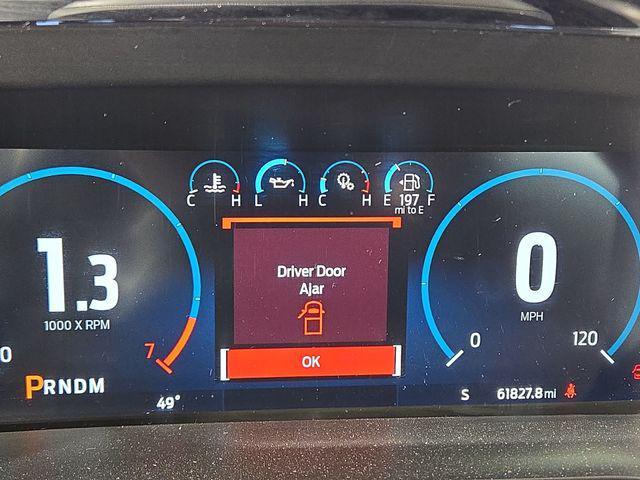 C H L H C H E 197 F
mi to E
Driver Door
Ajar
OK
1.3
1000 X RPM
0
7
PRNDM
49°
0
MPH
0 120
S 61827.8 mi